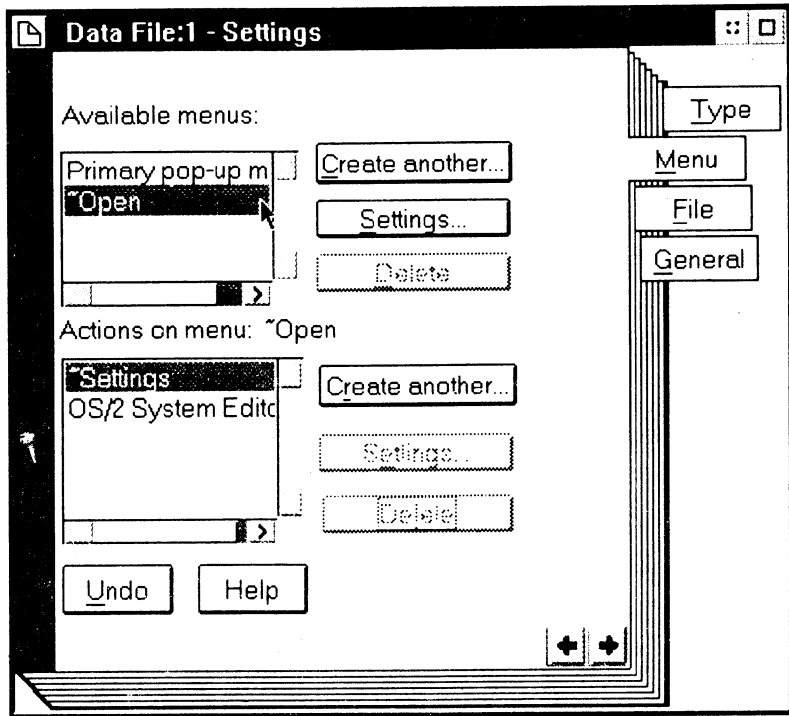 Data File:1 - Settings
Type
Menu
File
General
Available menus:
Primary pop-up m
~Open
Create another...
Settings...
Delete
Actions on menu: ~Open
~Settings
OS/2 System Edito
Create another...
Settings...
Delete
Undo
Help